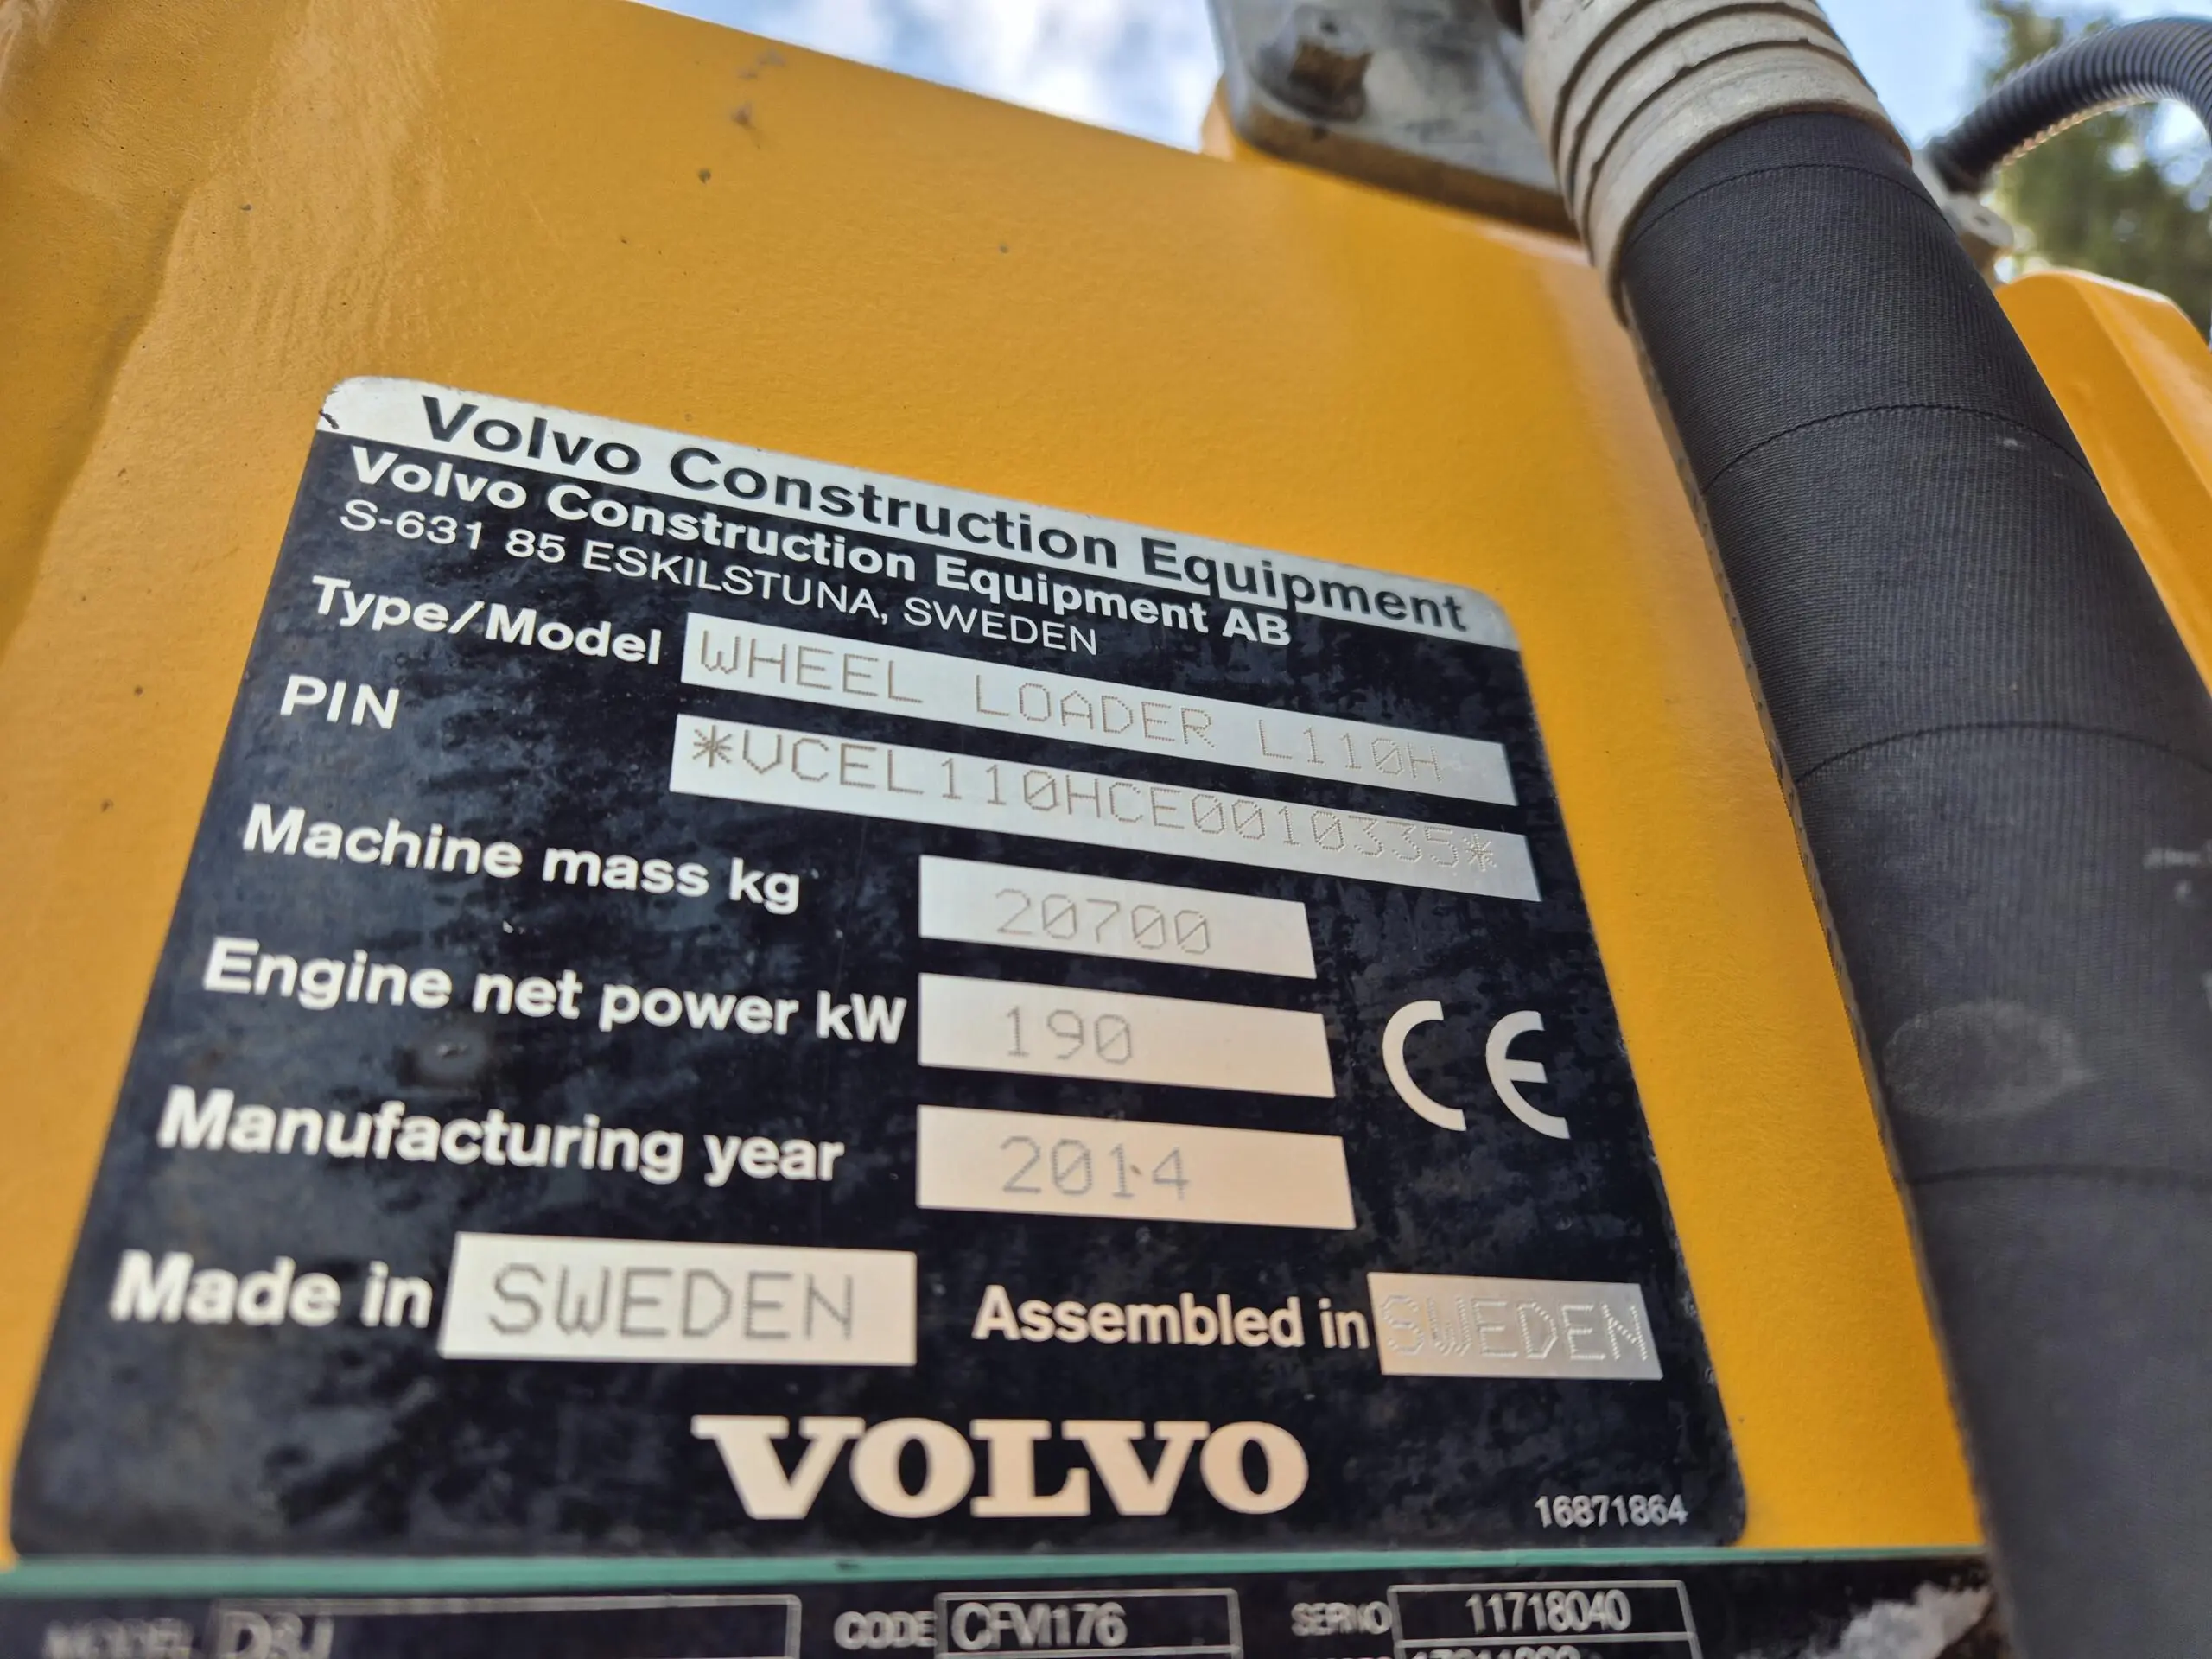 Volvo Construction Equipment
Volvo Construction Equipment AB
S-631 85 ESKILSTUNA, SWEDEN
Type/Model WHEEL LOADER L110H
PIN *VCEL110HCE0010335*
Machine mass kg 20700
Engine net power kW 190
Manufacturing year 2014
CE
Made in SWEDEN Assembled in SWEDEN
VOLVO
16871864
MODEL D8J CODE CFM176 SERNO 11718040